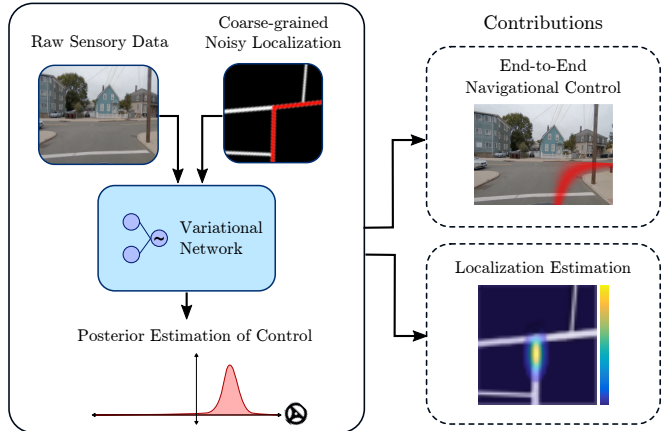 Raw Sensory Data
Coarse-grained
Noisy Localization
Variational
Network
~
Posterior Estimation of Control
Contributions
End-to-End
Navigational Control
Localization Estimation